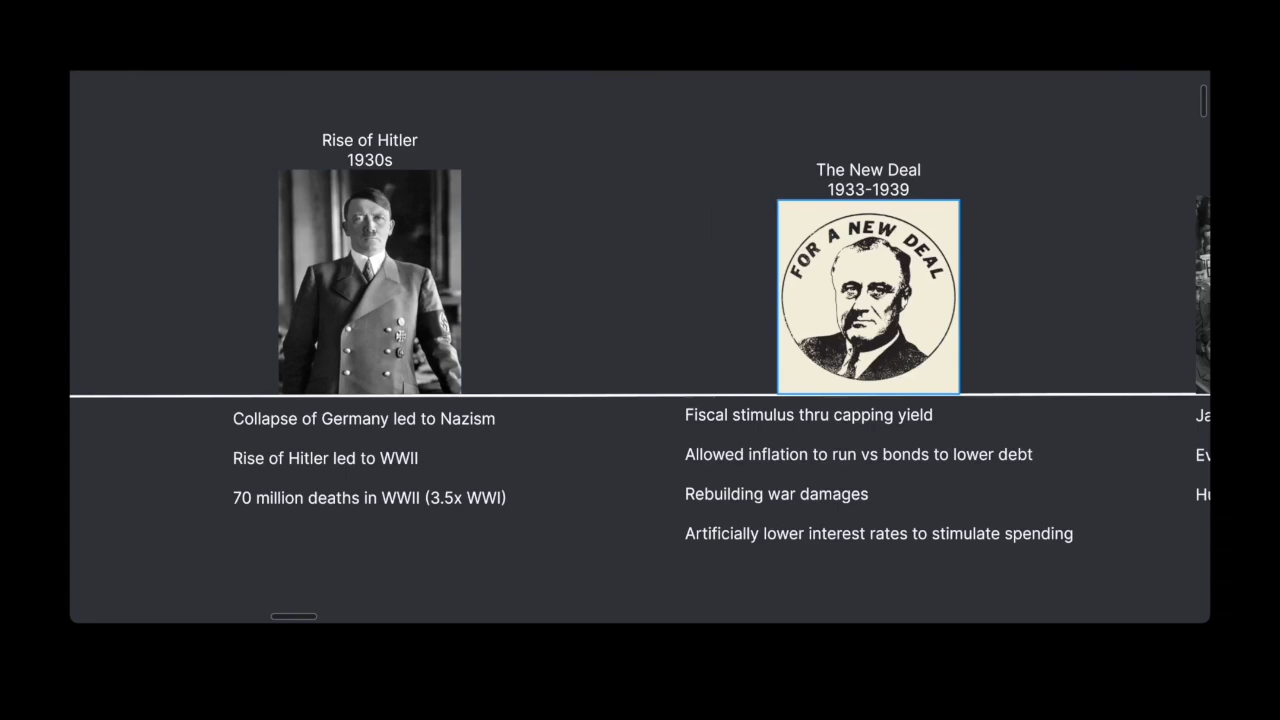 Rise of Hitler
1930s
Collapse of Germany led to Nazism
Rise of Hitler led to WWII
70 million deaths in WWII (3.5x WWI)
The New Deal
1933-1939
FOR A NEW DEAL
Fiscal stimulus thru capping yield
Allowed inflation to run vs bonds to lower debt
Rebuilding war damages
Artificially lower interest rates to stimulate spending